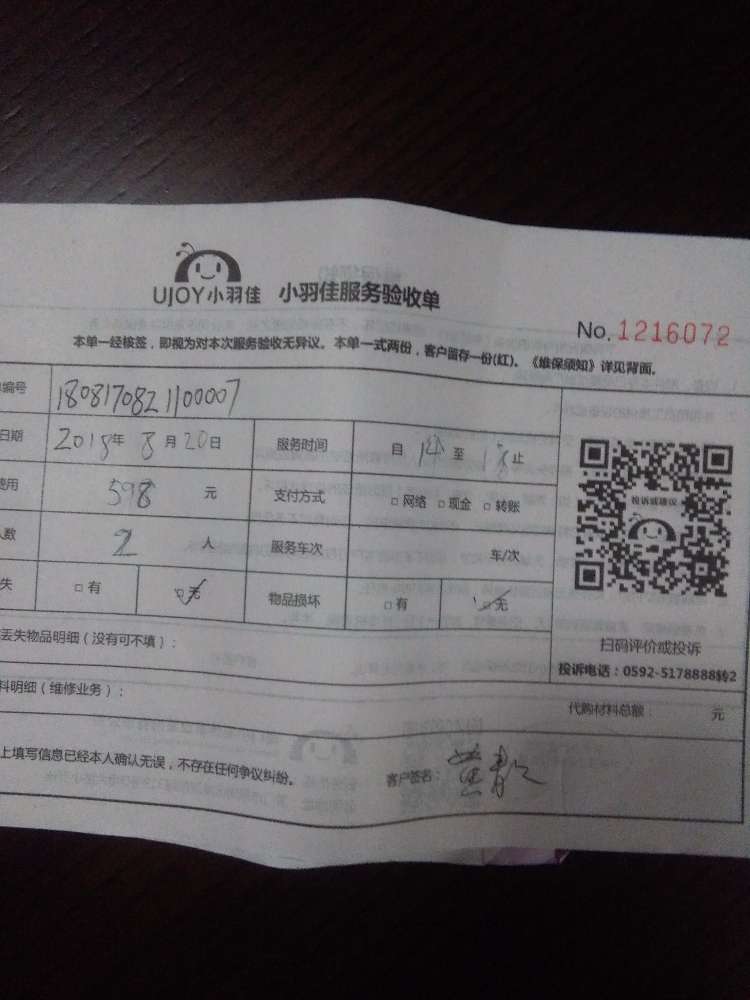 UJOY小羽佳 小羽佳服务验收单
No. 1216072
本单一经核签，即视为对本次服务验收无异议。本单一式两份，客户留存一份(红)。《维保须知》详见背面。
编号 1808170821100007
日期 2018年 8月20日 服务时间 自 14 至 18 止
费用 598 元 支付方式 □ 网络 □ 现金 □ 转账
人数 2 人 服务车次 车/次
失 □ 有 □ 无 物品损坏 □ 有 □ 无
投诉或建议
扫码评价或投诉
投诉电话：0592-5178888转2
丢失物品明细（没有可不填）：
料明细（维修业务）：
代购材料总额： 元
上填写信息已经本人确认无误，不存在任何争议纠纷。
客户签名：